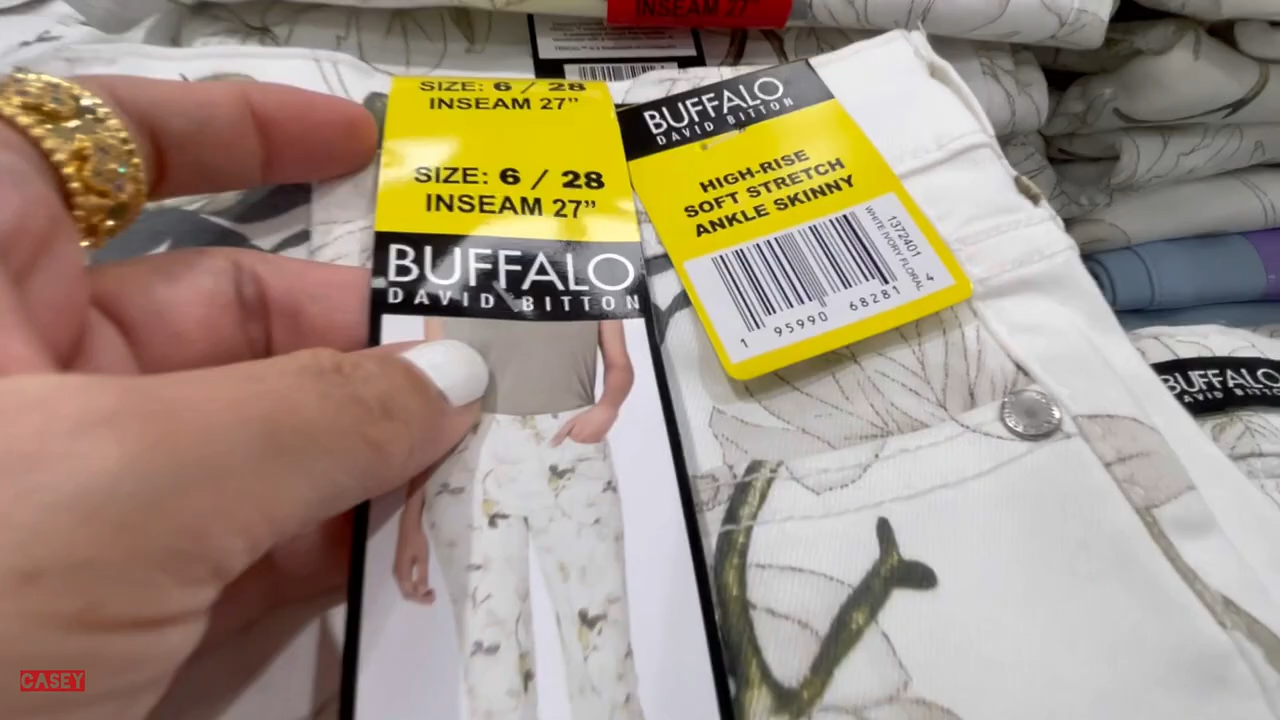 INSEAM 27"
SIZE: 6 / 28
INSEAM 27"
SIZE: 6 / 28
INSEAM 27"
BUFFALO
DAVID BITTON
BUFFALO
DAVID BITTON
HIGH-RISE
SOFT STRETCH
ANKLE SKINNY
1372401
WHITE IVORY FLORAL
4
1 95990 68281
BUFFALO
DAVID BITTON
CASEY